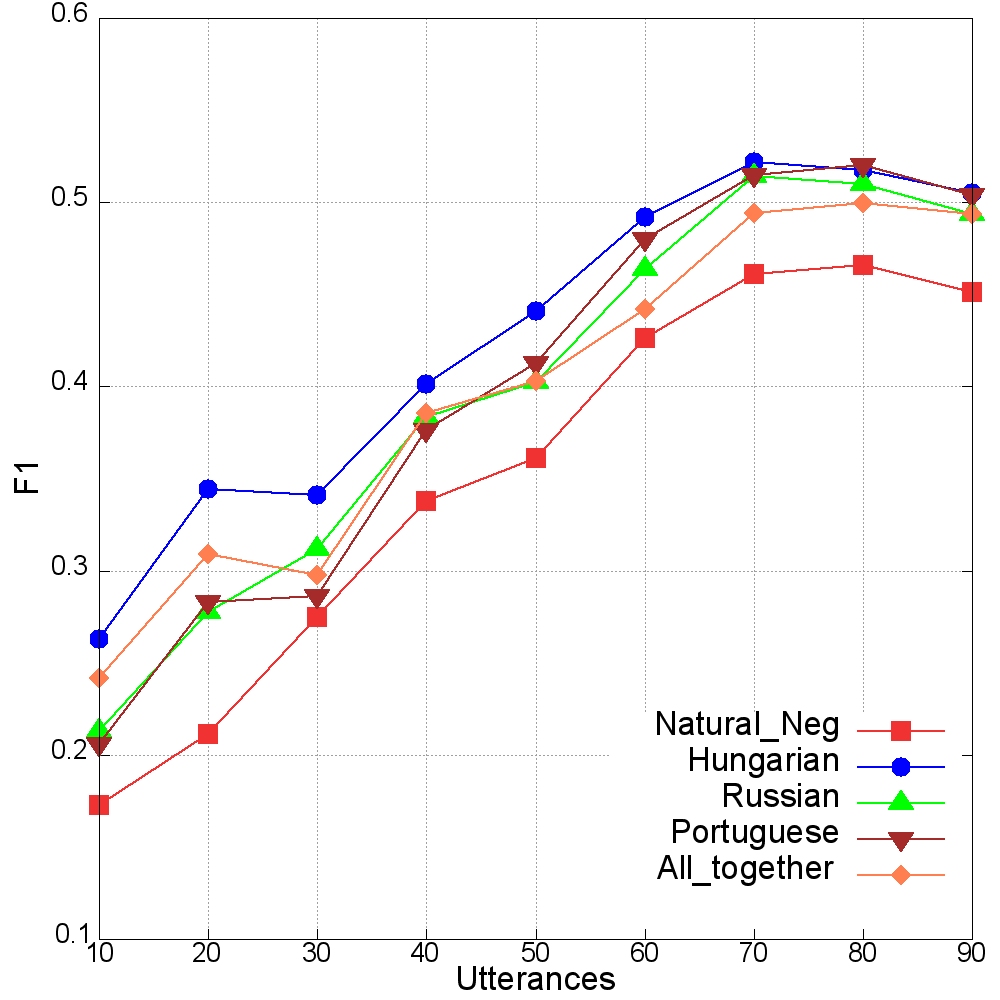 0.6
0.5
0.4
0.3
0.2
0.1
F1
10 20 30 40 50 60 70 80 90
Utterances
Natural_Neg
Hungarian
Russian
Portuguese
All_together